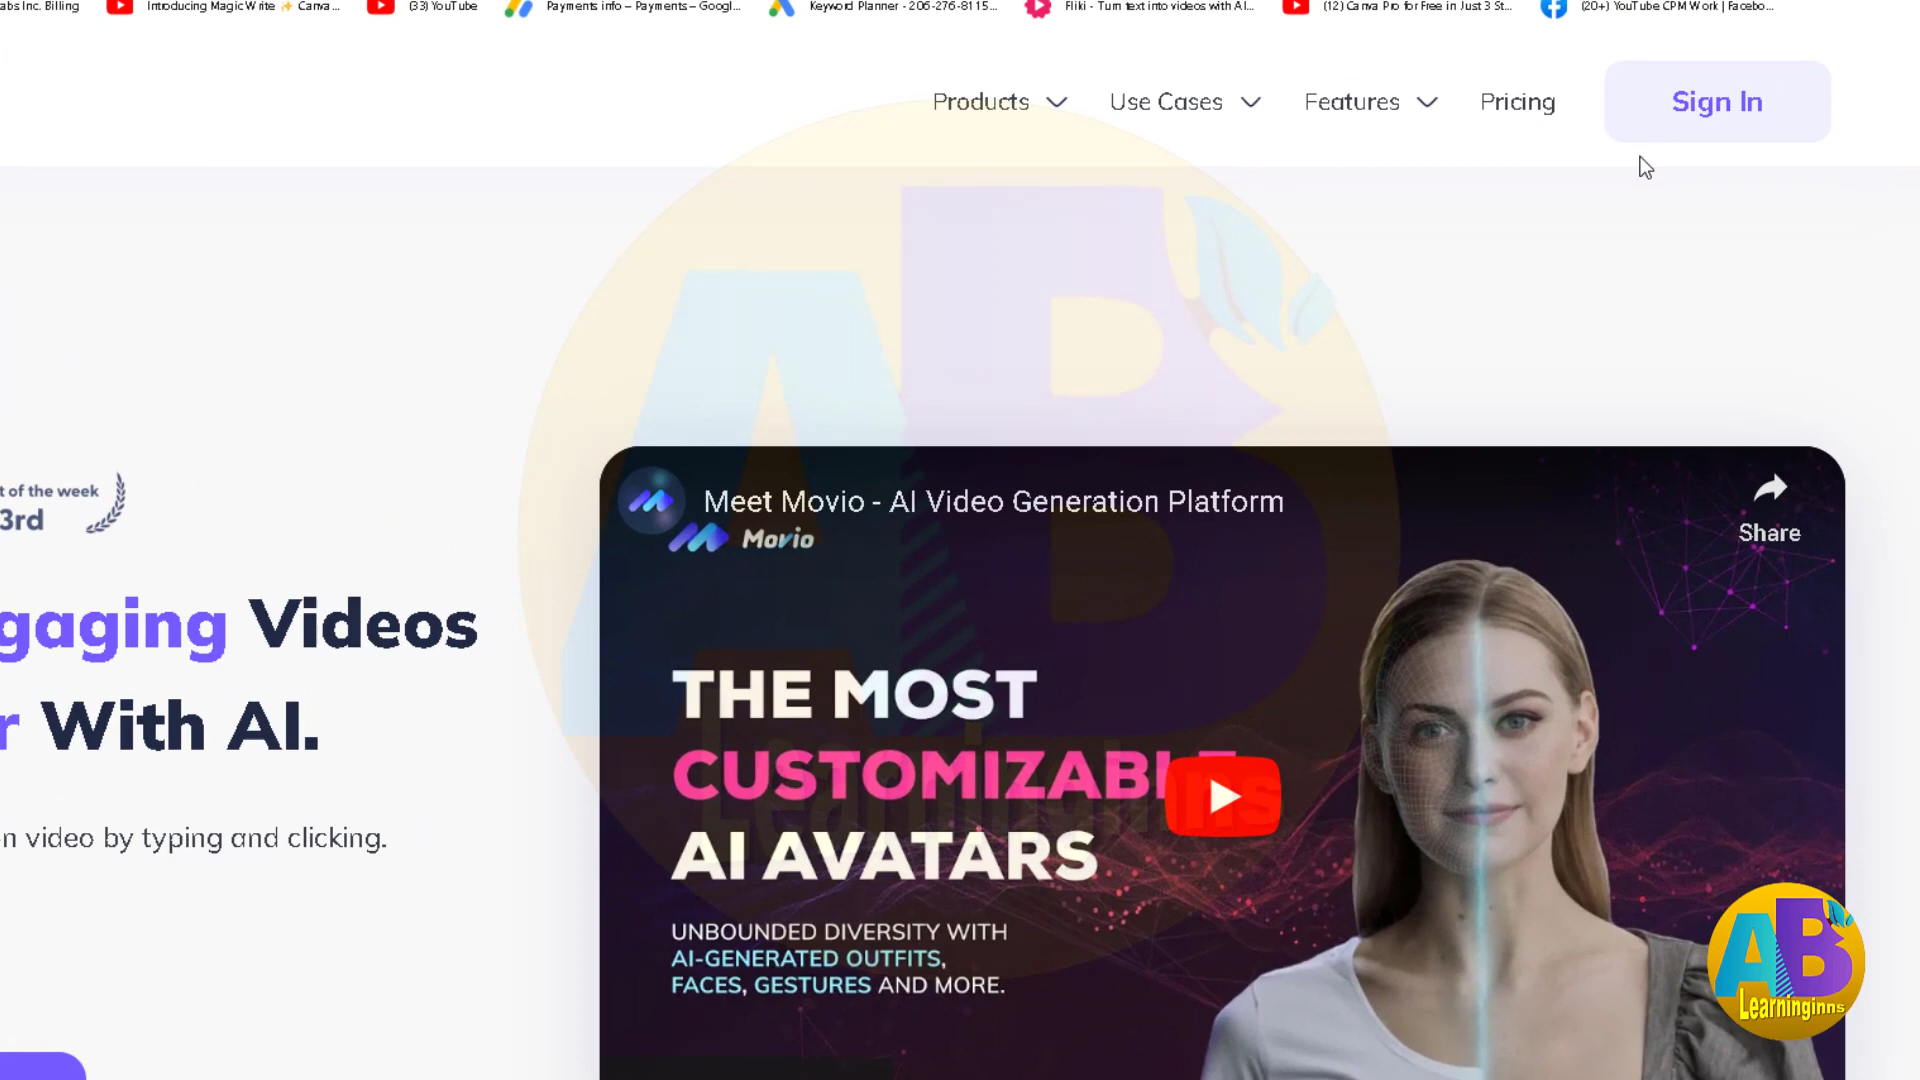 abs Inc. Billing
Introducing Magic Write ✨ Canva ...
(33) YouTube
Payments info – Payments – Googl...
Keyword Planner - 206-276-8115...
Fliki - Turn text into videos with AI...
(12) Canva Pro for Free in Just 3 St...
(20+) YouTube CPM Work | Facebo...
Products
Use Cases
Features
Pricing
Sign In
t of the week
3rd
gaging Videos
r With AI.
n video by typing and clicking.
Meet Movio - AI Video Generation Platform
Movio
Share
THE MOST
CUSTOMIZABLE
AI AVATARS
UNBOUNDED DIVERSITY WITH
AI-GENERATED OUTFITS,
FACES, GESTURES AND MORE.
AB
Learninginns
AB
Learninginns